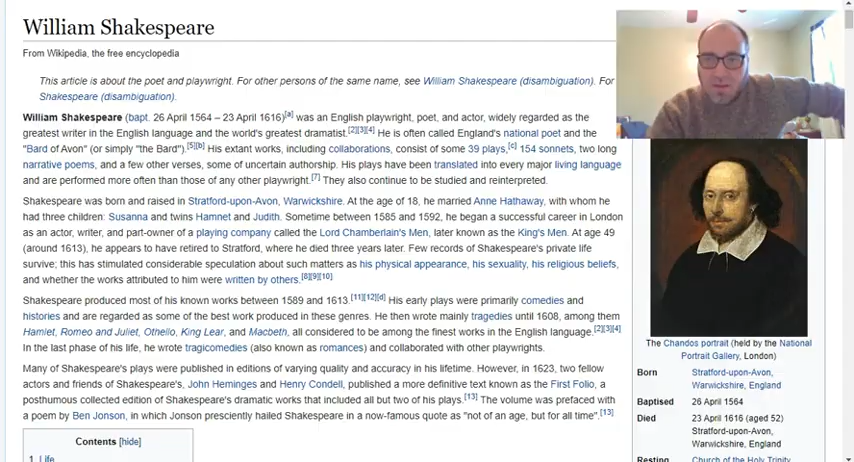 William Shakespeare
From Wikipedia, the free encyclopedia
This article is about the poet and playwright. For other persons of the same name, see William Shakespeare (disambiguation). For
Shakespeare (disambiguation).
William Shakespeare (bapt. 26 April 1564 – 23 April 1616)[a] was an English playwright, poet, and actor, widely regarded as the
greatest writer in the English language and the world's greatest dramatist.[2][3][4] He is often called England's national poet and the
"Bard of Avon" (or simply "the Bard").[5][b] His extant works, including collaborations, consist of some 39 plays,[c] 154 sonnets, two long
narrative poems, and a few other verses, some of uncertain authorship. His plays have been translated into every major living language
and are performed more often than those of any other playwright.[7] They also continue to be studied and reinterpreted.
Shakespeare was born and raised in Stratford-upon-Avon, Warwickshire. At the age of 18, he married Anne Hathaway, with whom he
had three children: Susanna and twins Hamnet and Judith. Sometime between 1585 and 1592, he began a successful career in London
as an actor, writer, and part-owner of a playing company called the Lord Chamberlain's Men, later known as the King's Men. At age 49
(around 1613), he appears to have retired to Stratford, where he died three years later. Few records of Shakespeare's private life
survive; this has stimulated considerable speculation about such matters as his physical appearance, his sexuality, his religious beliefs,
and whether the works attributed to him were written by others.[8][9][10]
Shakespeare produced most of his known works between 1589 and 1613.[11][12][d] His early plays were primarily comedies and
histories and are regarded as some of the best work produced in these genres. He then wrote mainly tragedies until 1608, among them
Hamlet, Romeo and Juliet, Othello, King Lear, and Macbeth, all considered to be among the finest works in the English language.[2][3][4]
In the last phase of his life, he wrote tragicomedies (also known as romances) and collaborated with other playwrights.
Many of Shakespeare's plays were published in editions of varying quality and accuracy in his lifetime. However, in 1623, two fellow
actors and friends of Shakespeare's, John Heminges and Henry Condell, published a more definitive text known as the First Folio, a
posthumous collected edition of Shakespeare's dramatic works that included all but two of his plays.[13] The volume was prefaced with
a poem by Ben Jonson, in which Jonson presciently hailed Shakespeare in a now-famous quote as "not of an age, but for all time".[13]
Contents [hide]
1 Life
The Chandos portrait (held by the National
Portrait Gallery, London)
Born Stratford-upon-Avon,
Warwickshire, England
Baptised 26 April 1564
Died 23 April 1616 (aged 52)
Stratford-upon-Avon,
Warwickshire, England
Resting Church of the Holy Trinity